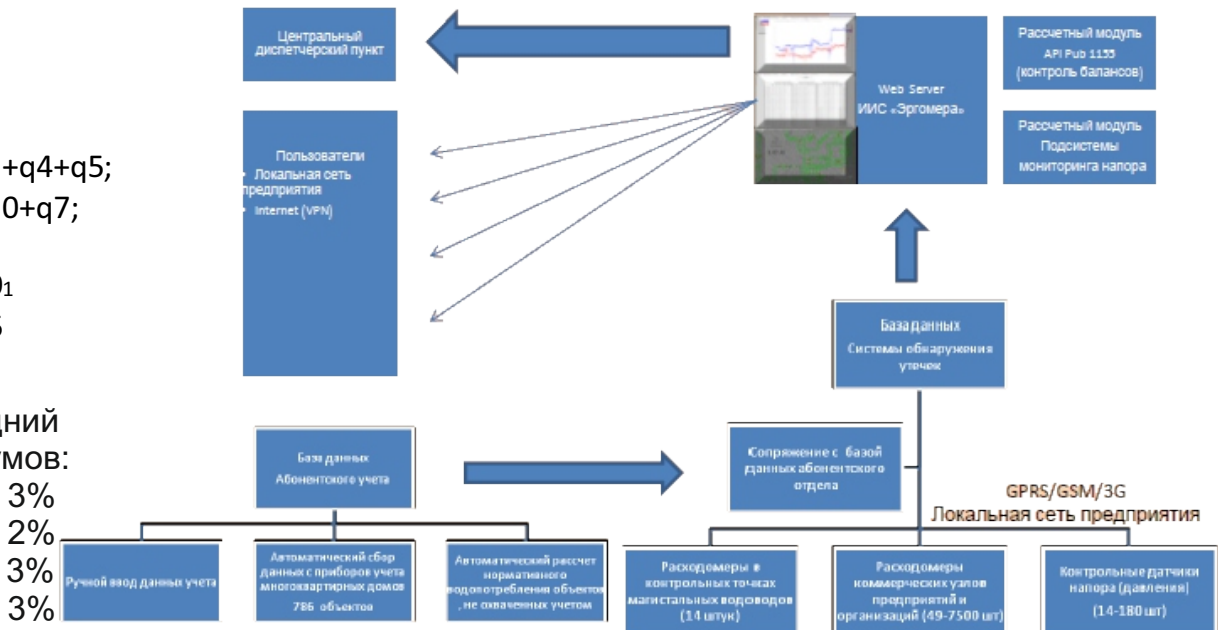 +q4+q5;
0+q7;
дний
умов:
3%
2%
3%
3%
Центральный
диспетчерский пункт
Пользователи
• Локальная сеть
предприятия
• Internet (VPN)
Web Server
ИИС «Эргомера»
Рассчетный модуль
API Pub 1155
(контроль балансов)
Рассчетный модуль
Подсистемы
мониторинга напора
База данных
Системы обнаружения
утечек
База данных
Абонентского учета
Сопряжение с базой
данных абонентского
отдела
GPRS/GSM/3G
Локальная сеть предприятия
Ручной ввод данных учета
Автоматический сбор
данных с приборов учета
многоквартирных домов
786 объектов
Автоматический рассчет
нормативного
водопотребления объектов
, не охваченных учетом
Расходомеры в
контрольных точках
магистальных водоводов
(14 штук)
Расходомеры
коммерческих узлов
предприятий и
организаций (49-7500 шт)
Контрольные датчики
напора (давления)
(14-180 шт)